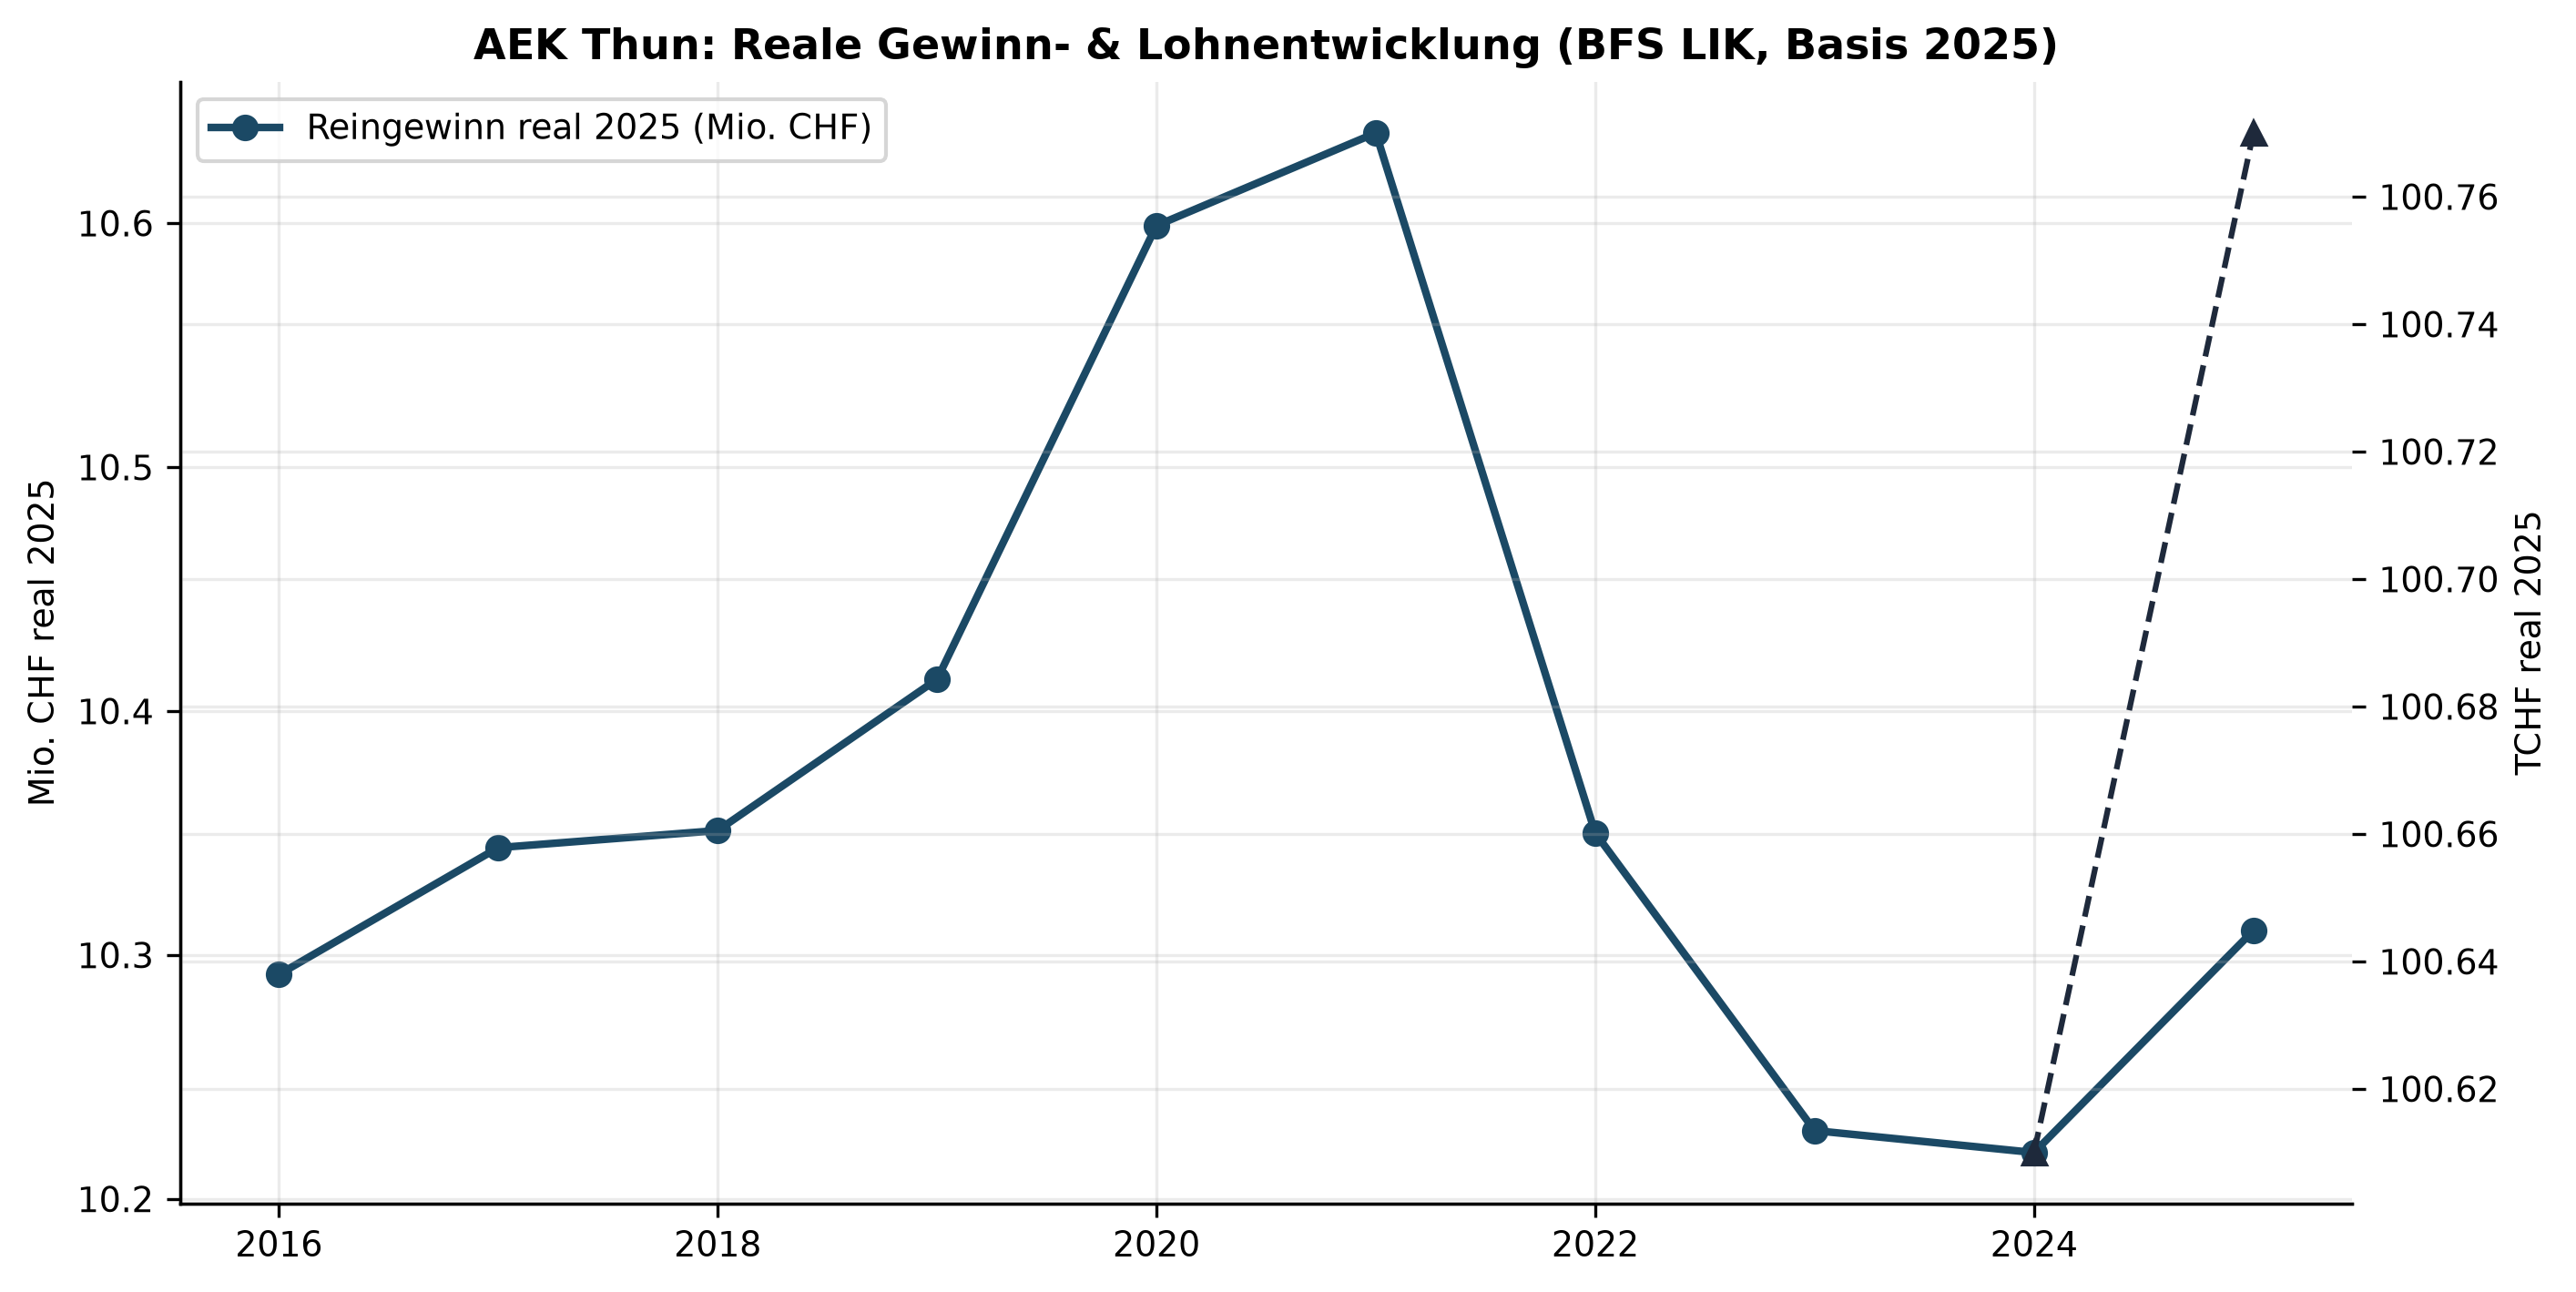 AEK Thun: Reale Gewinn- & Lohnentwicklung (BFS LIK, Basis 2025)
Reingewinn real 2025 (Mio. CHF)
Mio. CHF real 2025
10.6
10.5
10.4
10.3
10.2
100.76
100.74
100.72
100.70
100.68
100.66
100.64
100.62
TCHF real 2025
2016 2018 2020 2022 2024